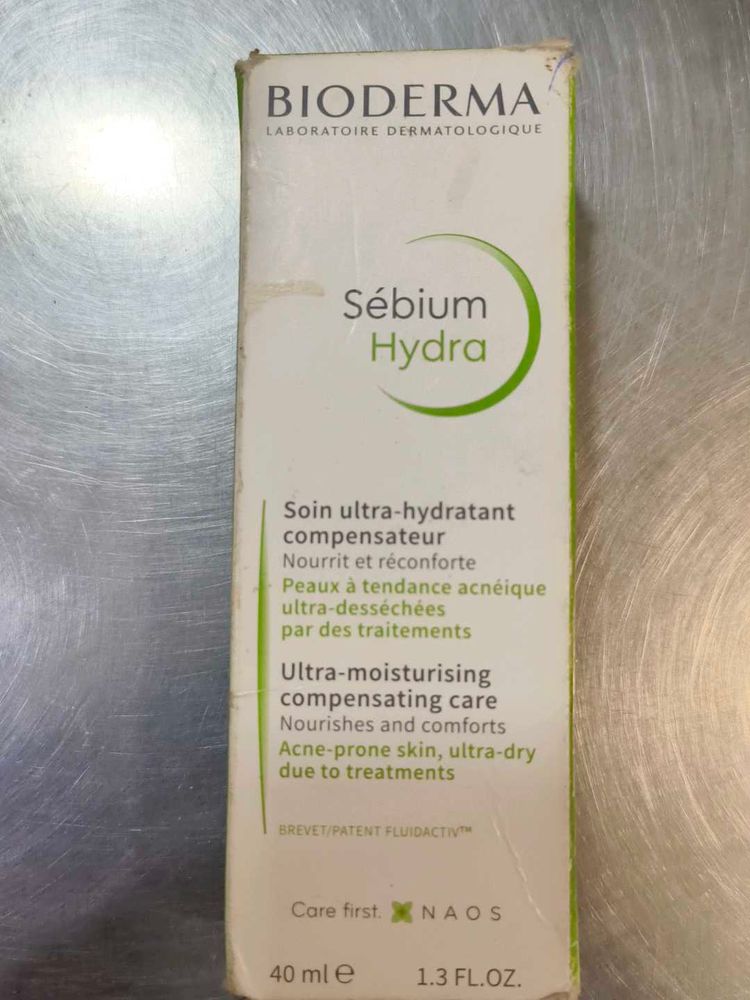 BIODERMA
LABORATOIRE DERMATOLOGIQUE
Sébium
Hydra
Soin ultra-hydratant
compensateur
Nourrit et réconforte
Peaux à tendance acnéique
ultra-desséchées
par des traitements
Ultra-moisturising
compensating care
Nourishes and comforts
Acne-prone skin, ultra-dry
due to treatments
BREVET/PATENT FLUIDACTIV™
Care first. NAOS
40 ml e 1.3 FL.OZ.